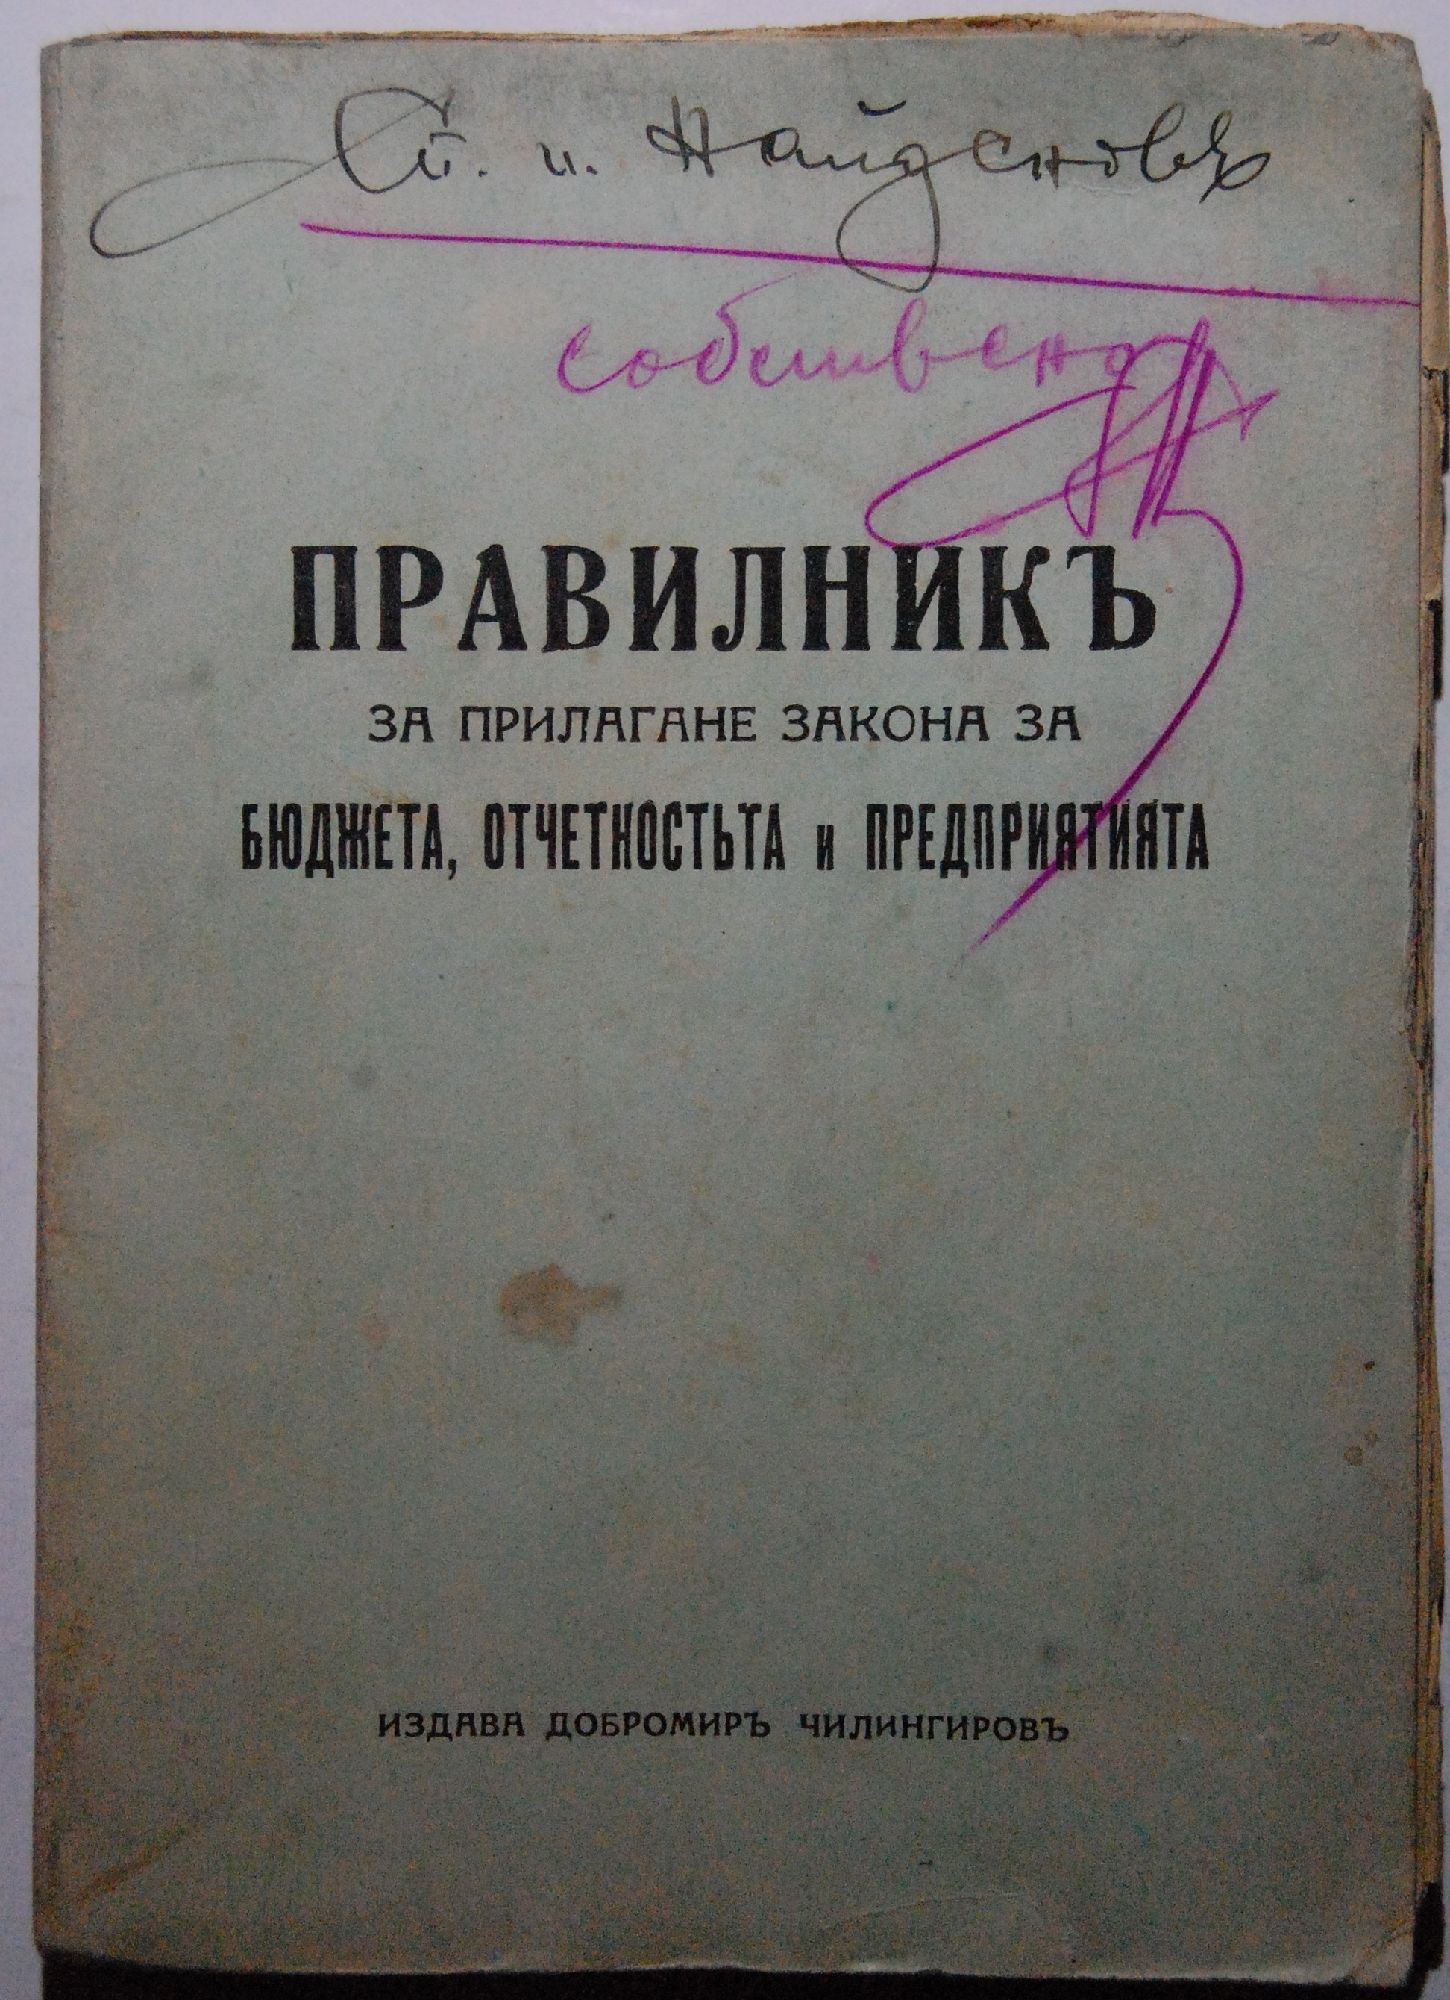 Ст. и. Найденовъ
собствено
ПРАВИЛНИКЪ
ЗА ПРИЛАГАНЕ ЗАКОНА ЗА
БЮДЖЕТА, ОТЧЕТНОСТЬТА и ПРЕДПРИЯТИЯТА
ИЗДАВА ДОБРОМИРЪ ЧИЛИНГИРОВЪ